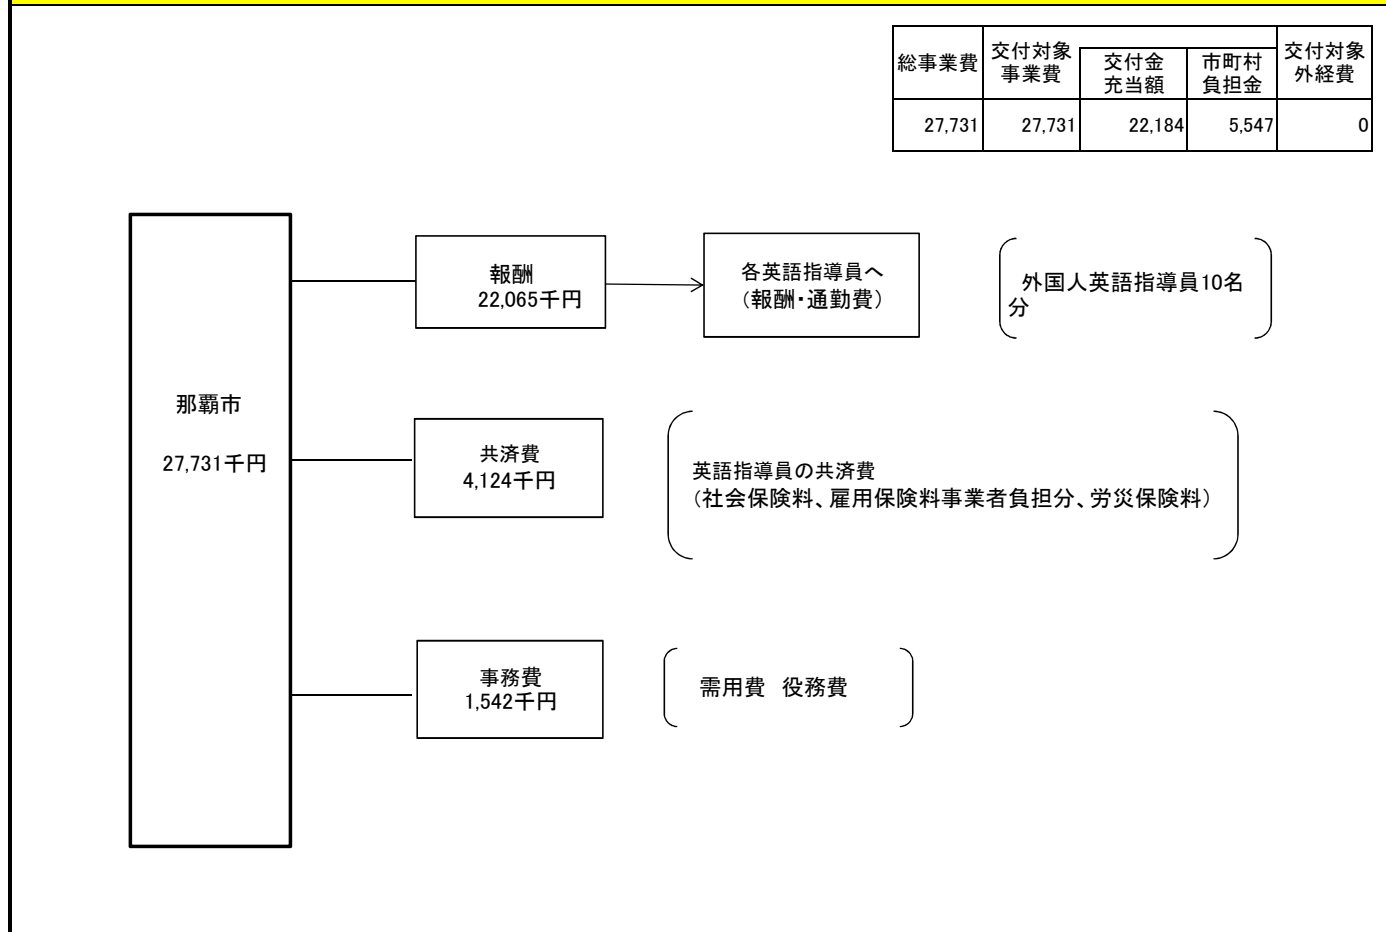 総事業費
交付対象
事業費
交付金
充当額
市町村
負担金
交付対象
外経費
27,731 27,731 22,184 5,547 0
那覇市
27,731千円
報酬
22,065千円
各英語指導員へ
（報酬・通勤費）
外国人英語指導員10名
分
共済費
4,124千円
英語指導員の共済費
（社会保険料、雇用保険料事業者負担分、労災保険料）
事務費
1,542千円
需用費　役務費